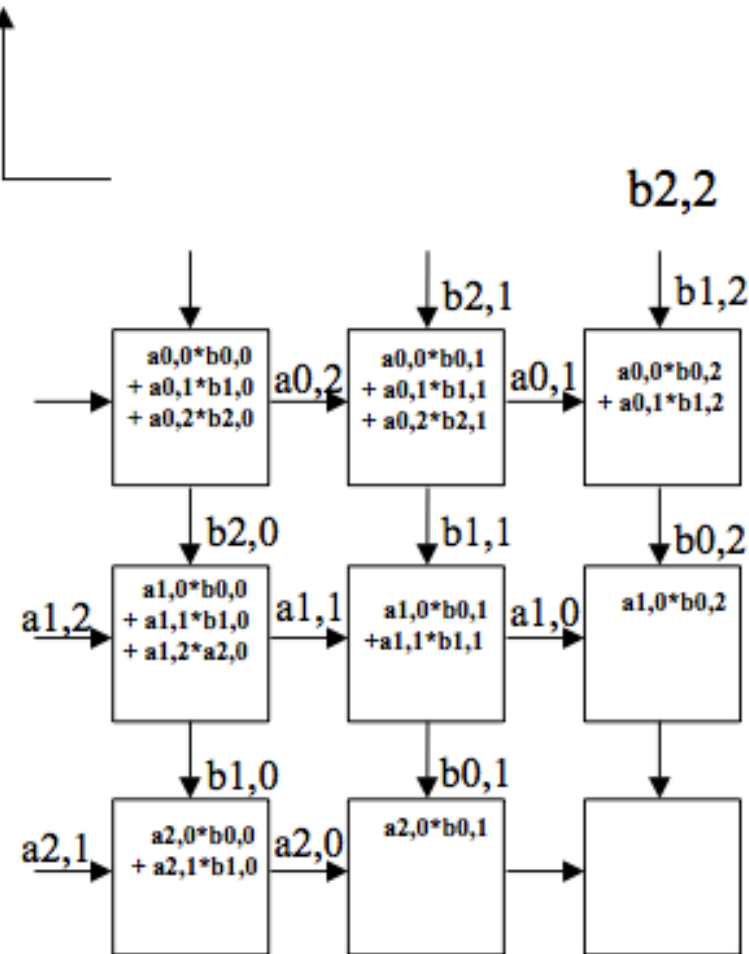 b2,2
b2,1
b1,2
a0,0*b0,0
+ a0,1*b1,0
+ a0,2*b2,0
a0,2
a0,0*b0,1
+ a0,1*b1,1
+ a0,2*b2,1
a0,1
a0,0*b0,2
+ a0,1*b1,2
b2,0
b1,1
b0,2
a1,2
a1,0*b0,0
+ a1,1*b1,0
+ a1,2*a2,0
a1,1
a1,0*b0,1
+a1,1*b1,1
a1,0
a1,0*b0,2
b1,0
b0,1
a2,1
a2,0*b0,0
+ a2,1*b1,0
a2,0
a2,0*b0,1